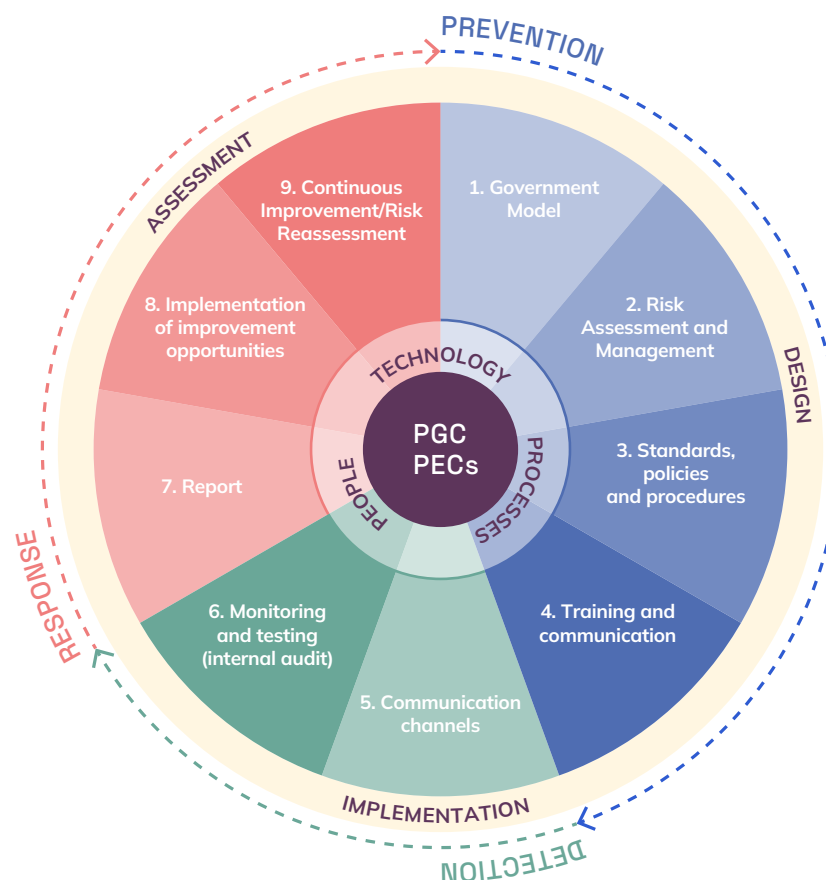 PREVENTION
ASSESSMENT
9. Continuous
Improvement/Risk
Reassessment
1. Government
Model
8. Implementation
of improvement
opportunities
2. Risk
Assessment and
Management
DESIGN
TECHNOLOGY
PGC
PECs
PROCESSES
PEOPLE
3. Standards,
policies
and procedures
7. Report
RESPONSE
6. Monitoring
and testing
(internal audit)
4. Training and
communication
5. Communication
channels
IMPLEMENTATION
DETECTION